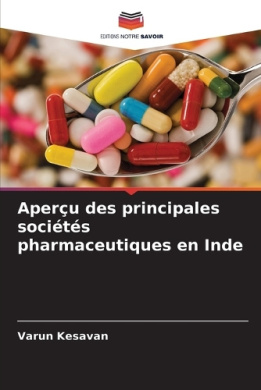 EDITIONS NOTRE SAVOIR
Aperçu des principales
sociétés
pharmaceutiques en Inde
Varun Kesavan